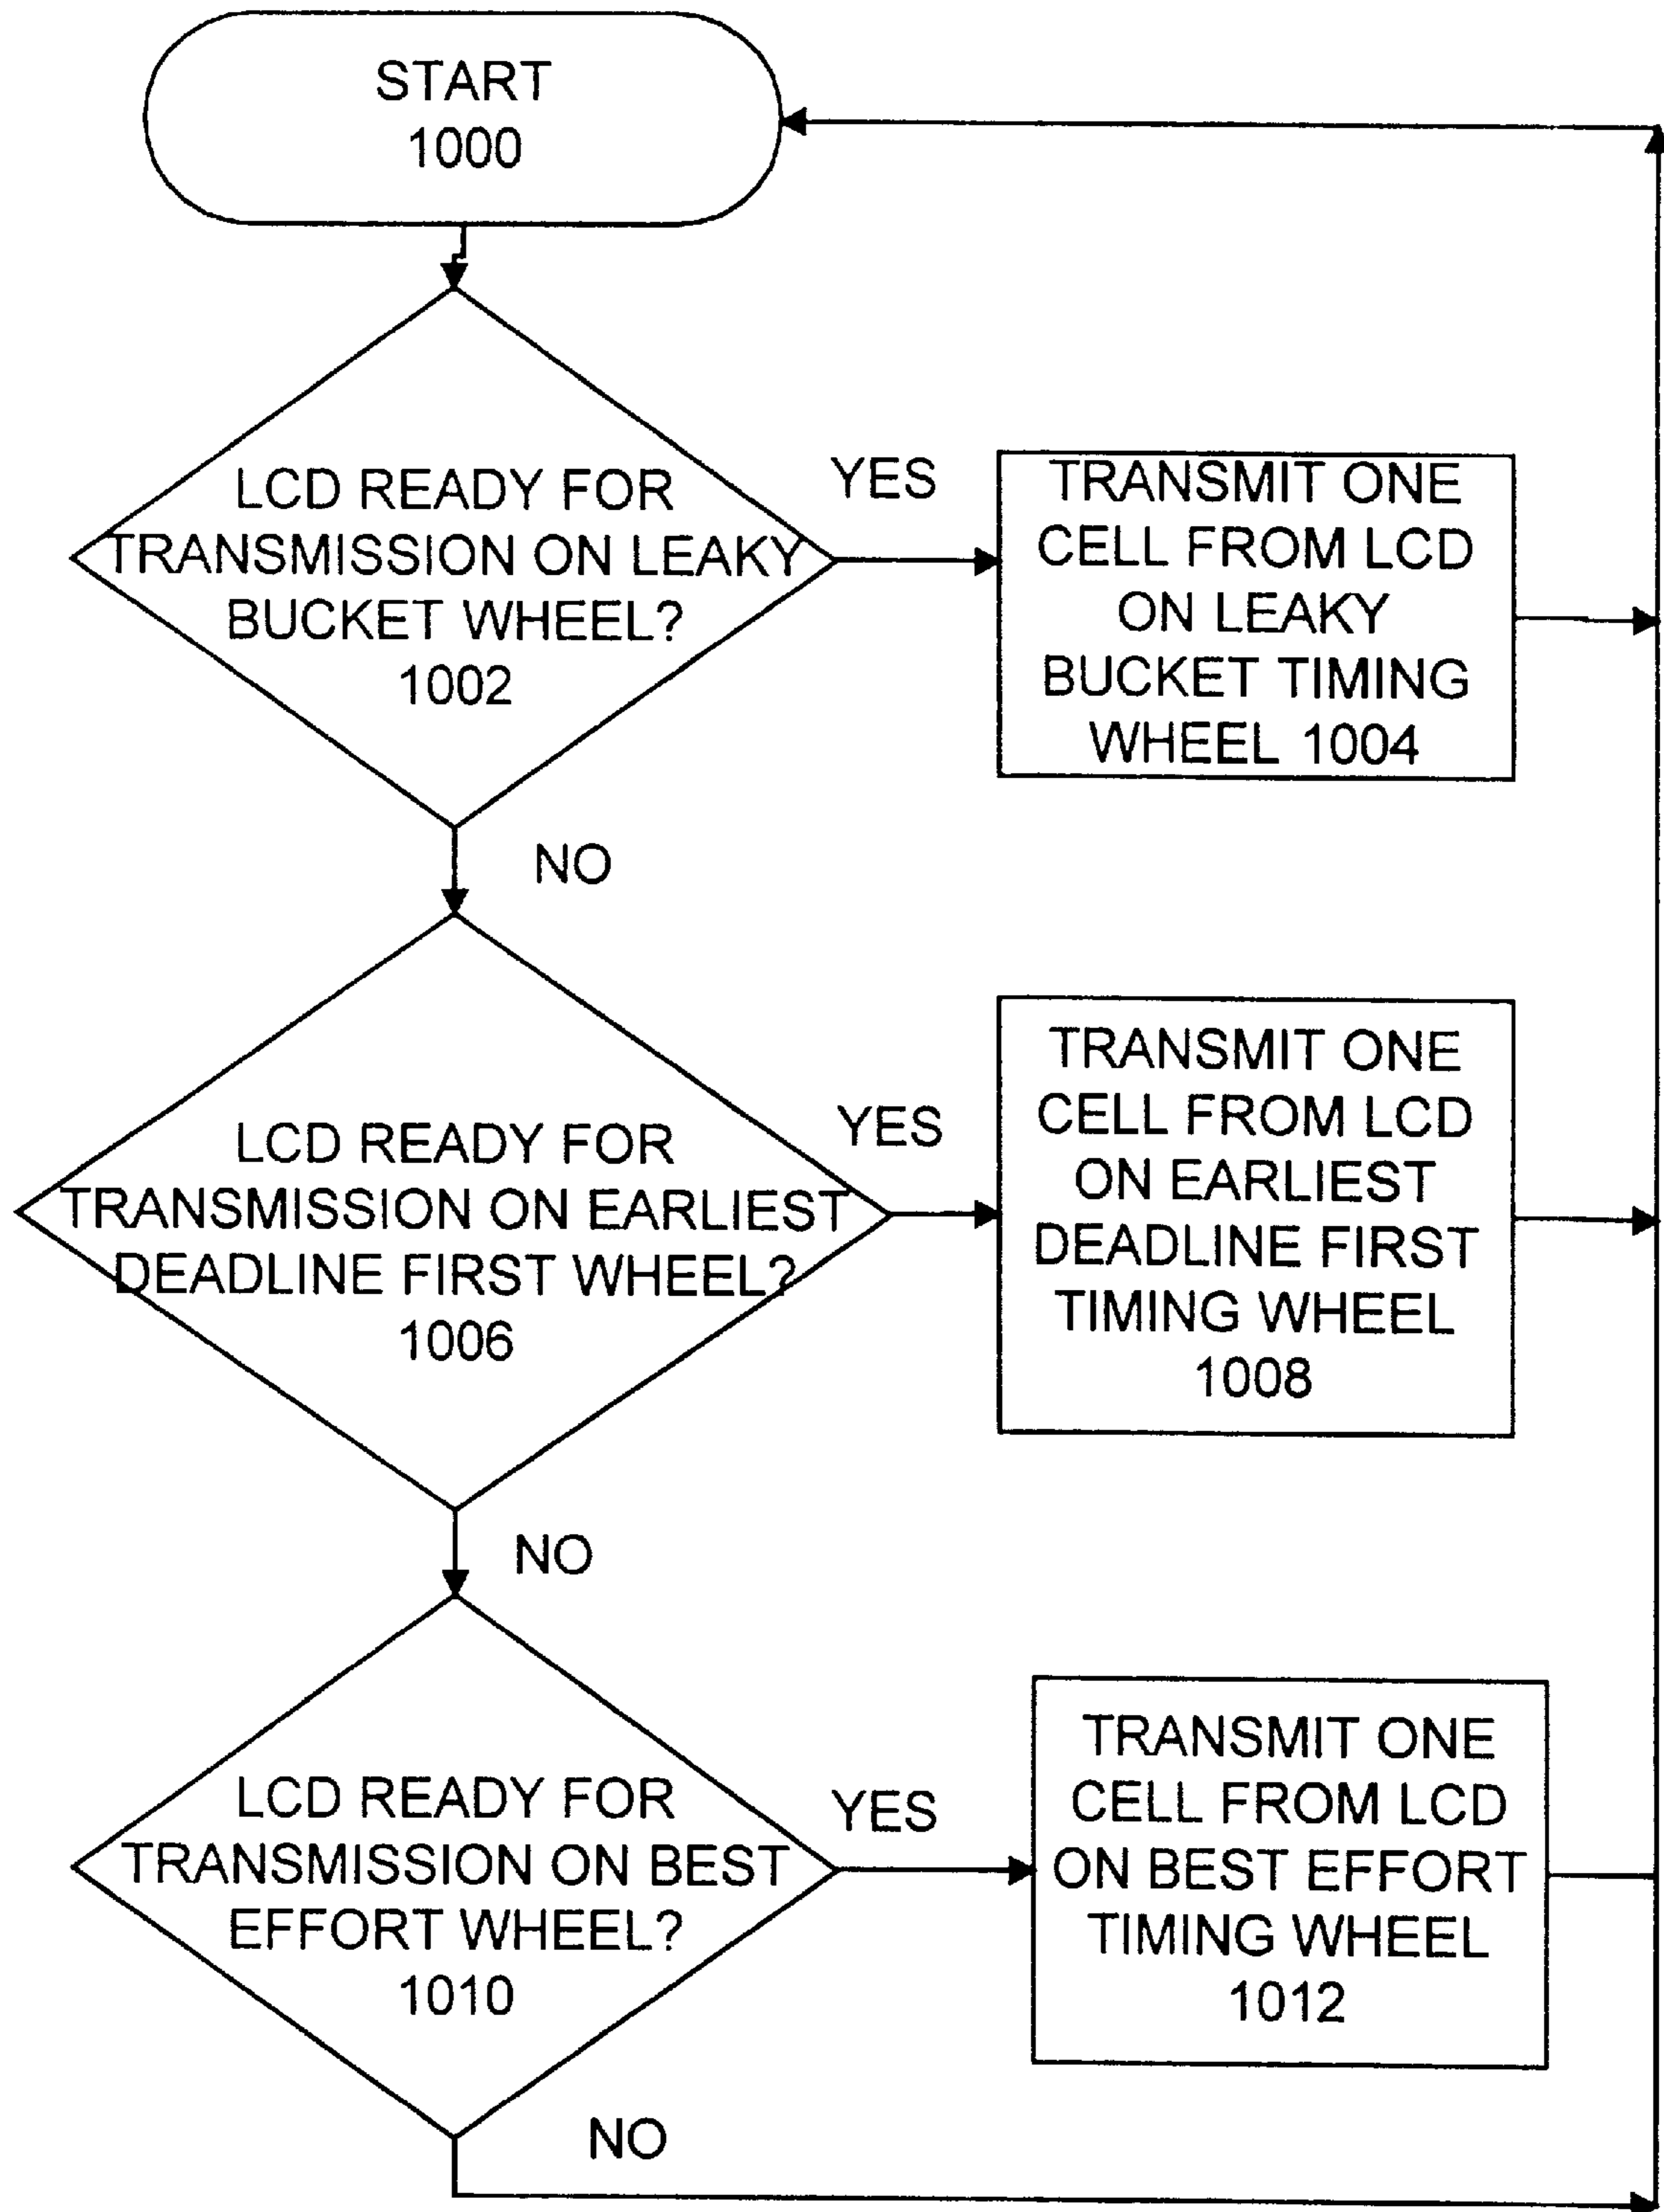 START
1000
LCD READY FOR
TRANSMISSION ON LEAKY
BUCKET WHEEL?
1002
YES
TRANSMIT ONE
CELL FROM LCD
ON LEAKY
BUCKET TIMING
WHEEL 1004
NO
LCD READY FOR
TRANSMISSION ON EARLIEST
DEADLINE FIRST WHEEL?
1006
YES
TRANSMIT ONE
CELL FROM LCD
ON EARLIEST
DEADLINE FIRST
TIMING WHEEL
1008
NO
LCD READY FOR
TRANSMISSION ON BEST
EFFORT WHEEL?
1010
YES
TRANSMIT ONE
CELL FROM LCD
ON BEST EFFORT
TIMING WHEEL
1012
NO